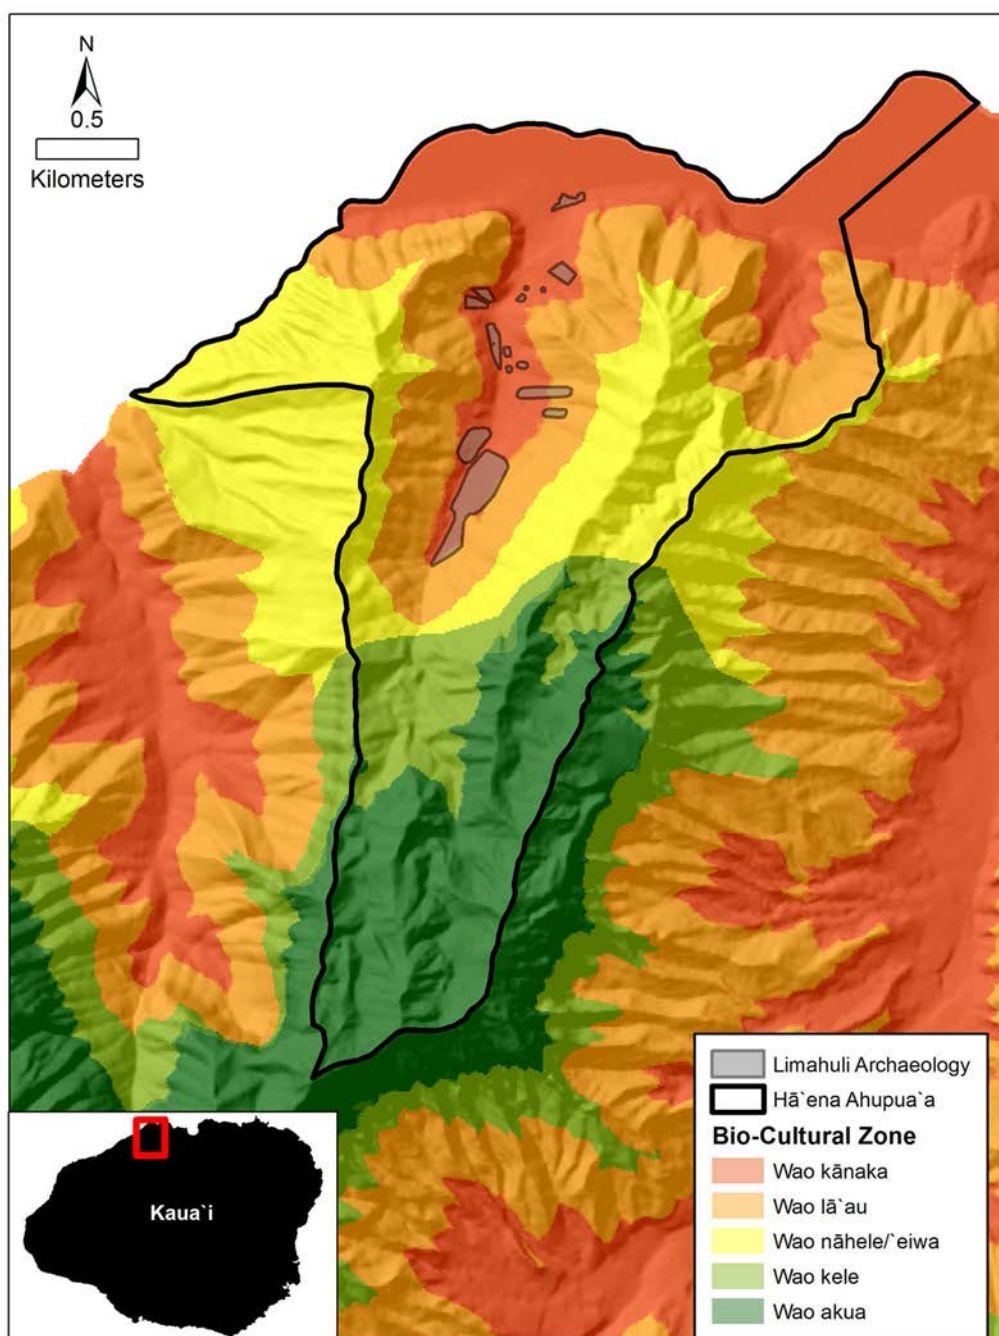 N
0.5
Kilometers
Limahuli Archaeology
Hā`ena Ahupua`a
Bio-Cultural Zone
Wao kānaka
Wao lā`au
Wao nāhele/`eiwa
Wao kele
Wao akua
Kaua`i